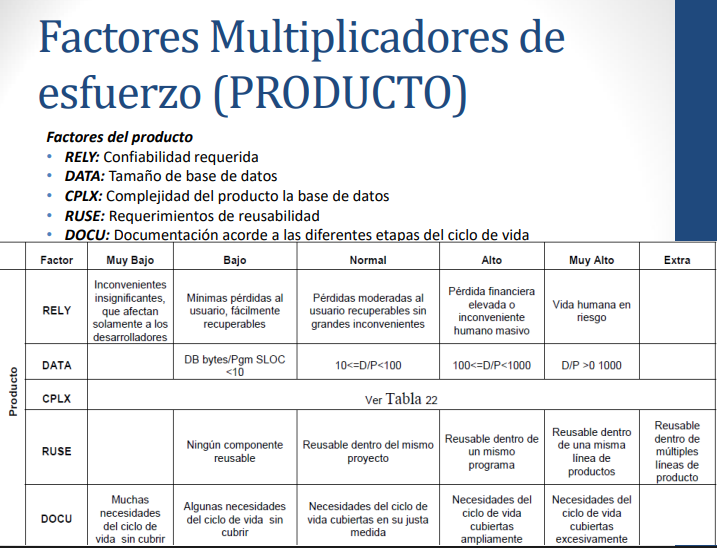 Factores Multiplicadores de
esfuerzo (PRODUCTO)
Factores del producto
• RELY: Confiabilidad requerida
• DATA: Tamaño de base de datos
• CPLX: Complejidad del producto la base de datos
• RUSE: Requerimientos de reusabilidad
• DOCU: Documentación acorde a las diferentes etapas del ciclo de vida
Factor
Muy Bajo
Bajo
Normal
Alto
Muy Alto
Extra
Producto
RELY
Inconvenientes
insignificantes,
que afectan
solamente a los
desarrolladores
Mínimas pérdidas al
usuario, fácilmente
recuperables
Pérdidas moderadas al
usuario recuperables sin
grandes inconvenientes
Pérdida financiera
elevada o
inconveniente
humano masivo
Vida humana en
riesgo
DATA
DB bytes/Pgm SLOC
<10
10<=D/P<100
100<=D/P<1000
D/P >0 1000
CPLX
Ver Tabla 22
RUSE
Ningún componente
reusable
Reusable dentro del mismo
proyecto
Reusable dentro de
un mismo
programa
Reusable dentro
de una misma
línea de
productos
Reusable
dentro de
múltiples
líneas de
producto
DOCU
Muchas
necesidades
del ciclo de
vida sin cubrir
Algunas necesidades
del ciclo de vida sin
cubrir
Necesidades del ciclo de
vida cubiertas en su justa
medida
Necesidades del
ciclo de vida
cubiertas
ampliamente
Necesidades del
ciclo de vida
cubiertas
excesivamente